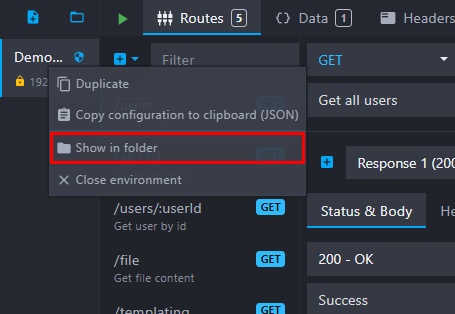 Routes 5
Data 1
Headers
Demo...
Filter
GET
192
Duplicate
/users
Get all users
Copy configuration to clipboard (JSON)
Show in folder
Response 1 (200
Close environment
/users/:userId GET
Get user by id
Status & Body
He
/file GET
Get file content
200 - OK
/templating GET
Success